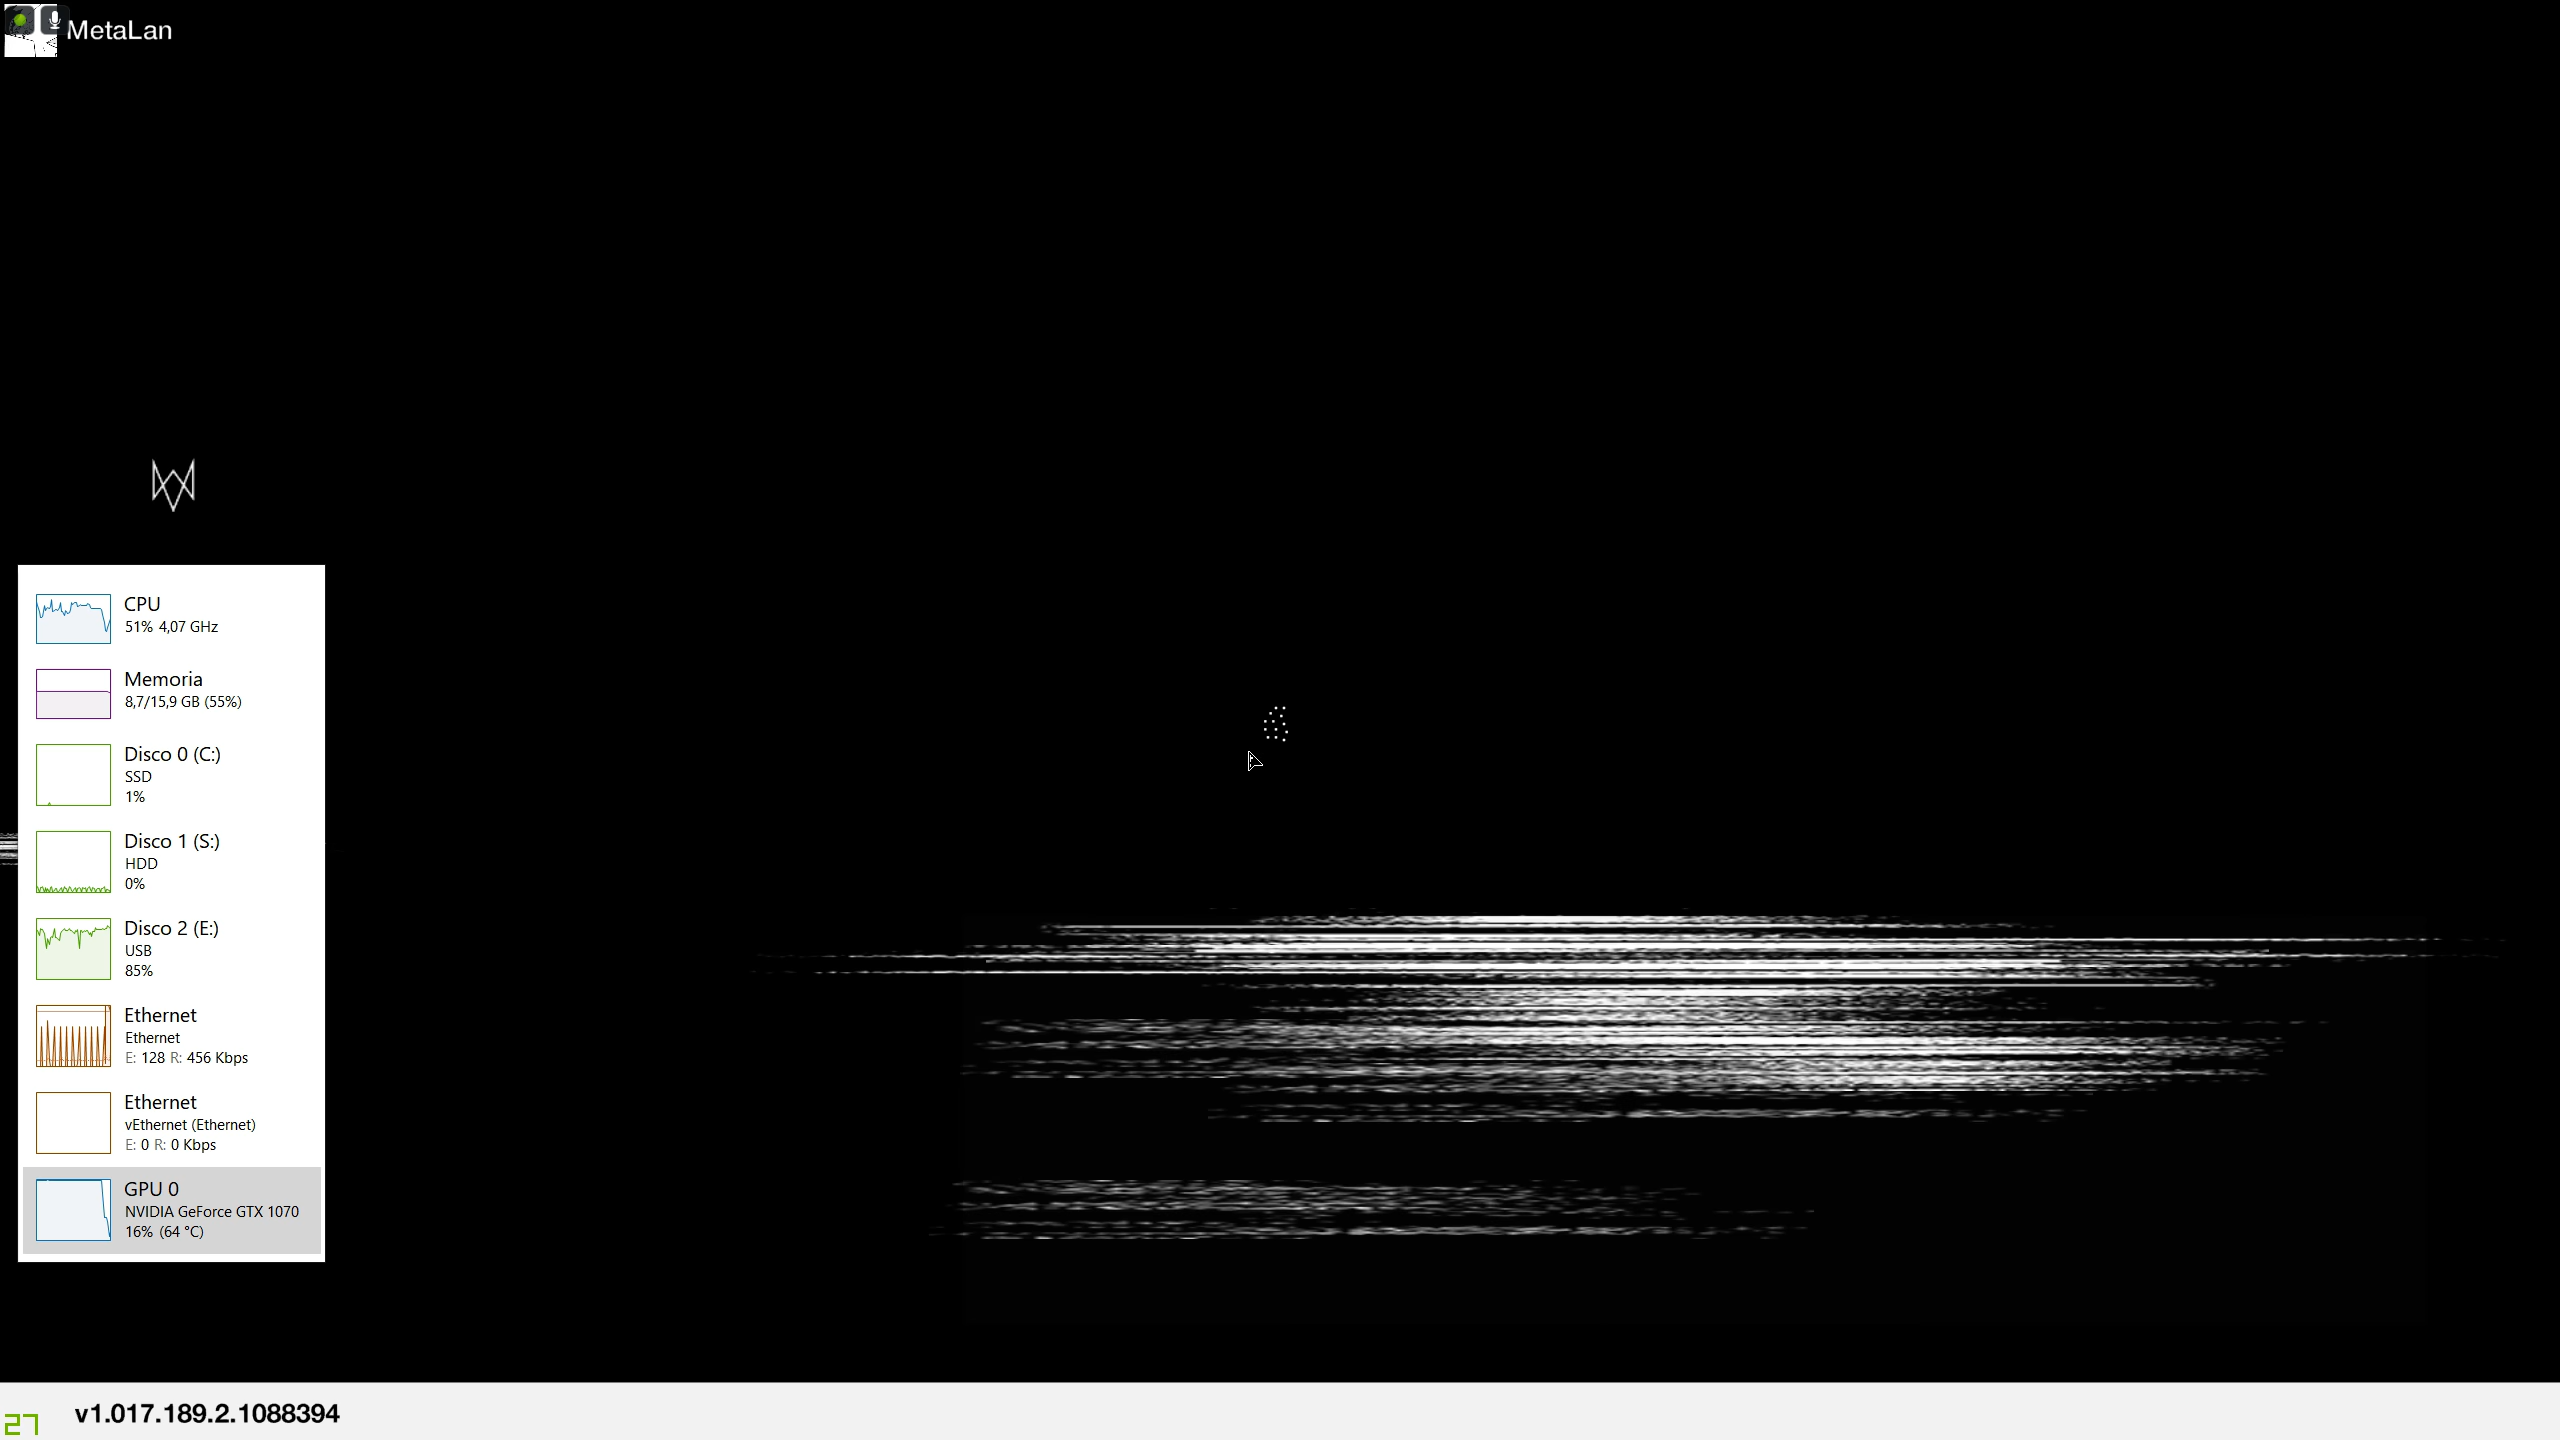 MetaLan
CPU
51% 4,07 GHz
Memoria
8,7/15,9 GB (55%)
Disco 0 (C:)
SSD
1%
Disco 1 (S:)
HDD
0%
Disco 2 (E:)
USB
85%
Ethernet
Ethernet
E: 128 R: 456 Kbps
Ethernet
vEthernet (Ethernet)
E: 0 R: 0 Kbps
GPU 0
NVIDIA GeForce GTX 1070
16% (64 °C)
27
v1.017.189.2.1088394